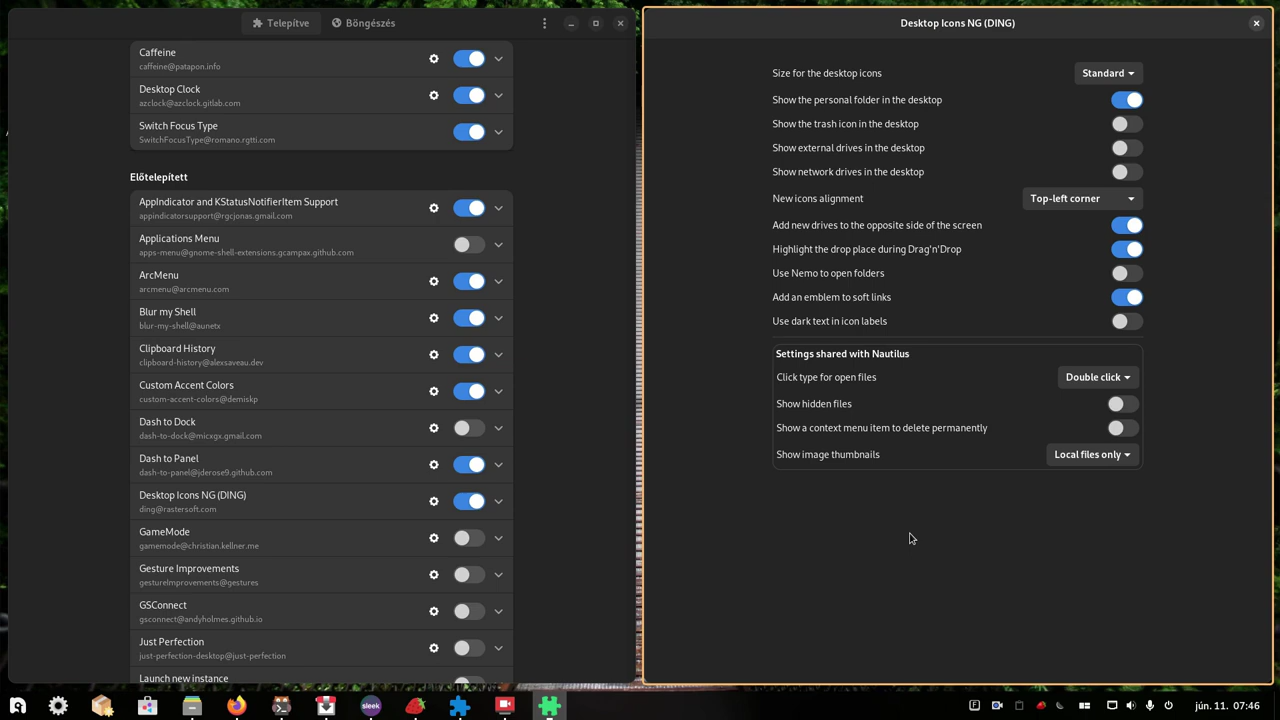 Telepítve
Böngészés
Caffeine
caffeine@patapon.info
Desktop Clock
azclock@azclock.gitlab.com
Switch Focus Type
SwitchFocusType@romano.rgtti.com
Előtelepített
AppIndicator and KStatusNotifierItem Support
appindicatorsupport@rgcjonas.gmail.com
Applications Menu
apps-menu@gnome-shell-extensions.gcampax.github.com
ArcMenu
arcmenu@arcmenu.com
Blur my Shell
blur-my-shell@aunetx
Clipboard History
clipboard-history@alexsaveau.dev
Custom Accent Colors
custom-accent-colors@demiskp
Dash to Dock
dash-to-dock@micxgx.gmail.com
Dash to Panel
dash-to-panel@jderose9.github.com
Desktop Icons NG (DING)
ding@rastersoft.com
GameMode
gamemode@christian.kellner.me
Gesture Improvements
gestureImprovements@gestures
GSConnect
gsconnect@andyholmes.github.io
Just Perfection
just-perfection-desktop@just-perfection
Launch new instance
Desktop Icons NG (DING)
Size for the desktop icons
Standard
Show the personal folder in the desktop
Show the trash icon in the desktop
Show external drives in the desktop
Show network drives in the desktop
New icons alignment
Top-left corner
Add new drives to the opposite side of the screen
Highlight the drop place during Drag'n'Drop
Use Nemo to open folders
Add an emblem to soft links
Use dark text in icon labels
Settings shared with Nautilus
Click type for open files
Double click
Show hidden files
Show a context menu item to delete permanently
Show image thumbnails
Local files only
slek
F
jún. 11. 07:46